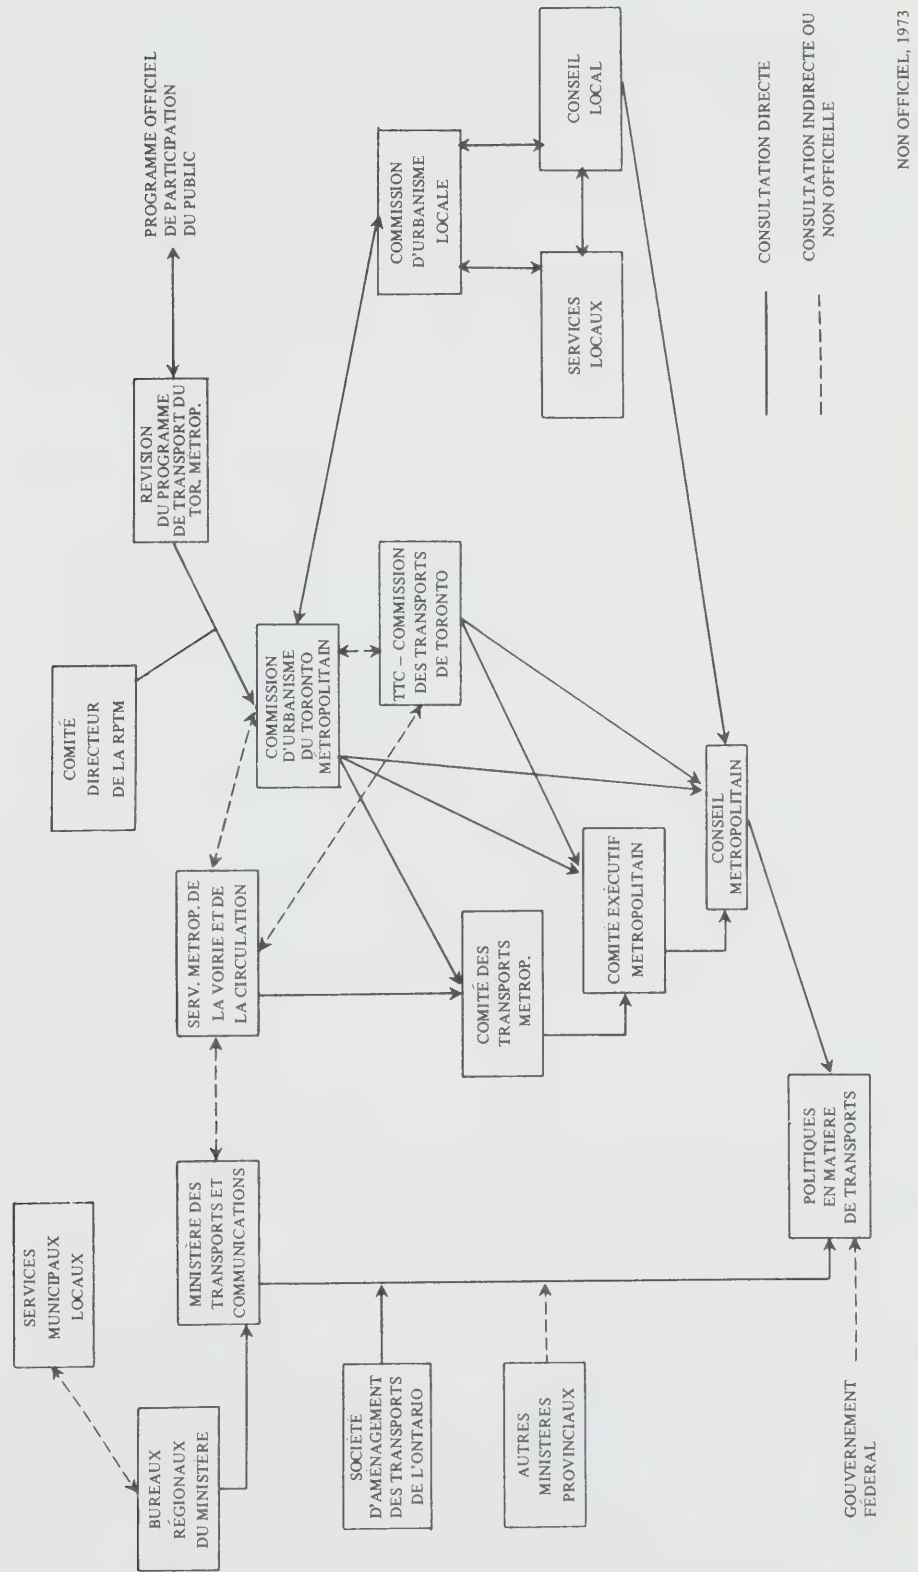 SERVICES
MUNICIPAUX
LOCAUX
BUREAUX
RÉGIONAUX
DU MINISTÈRE
MINISTÈRE DES
TRANSPORTS ET
COMMUNICATIONS
SERV. METROP. DE
LA VOIRIE ET DE
LA CIRCULATION
COMITÉ
DIRECTEUR
DE LA RPTM
REVISION
DU PROGRAMME
DE TRANSPORT DU
TOR. METROP.
PROGRAMME OFFICIEL
DE PARTICIPATION
DU PUBLIC
COMMISSION
D'URBANISME
DU TORONTO
MÉTROPOLITAIN
SOCIÉTÉ
D'AMÉNAGEMENT
DES TRANSPORTS
DE L'ONTARIO
TTC – COMMISSION
DES TRANSPORTS
DE TORONTO
COMMISSION
D'URBANISME
LOCALE
AUTRES
MINISTERES
PROVINCIAUX
COMITÉ DES
TRANSPORTS
METROP.
SERVICES
LOCAUX
CONSEIL
LOCAL
COMITÉ EXÉCUTIF
METROPOLITAIN
CONSEIL
METROPOLITAIN
POLITIQUES
EN MATIERE
DE TRANSPORTS
GOUVERNEMENT
FÉDERAL
CONSULTATION DIRECTE
CONSULTATION INDIRECTE OU
NON OFFICIELLE
NON OFFICIEL, 1973